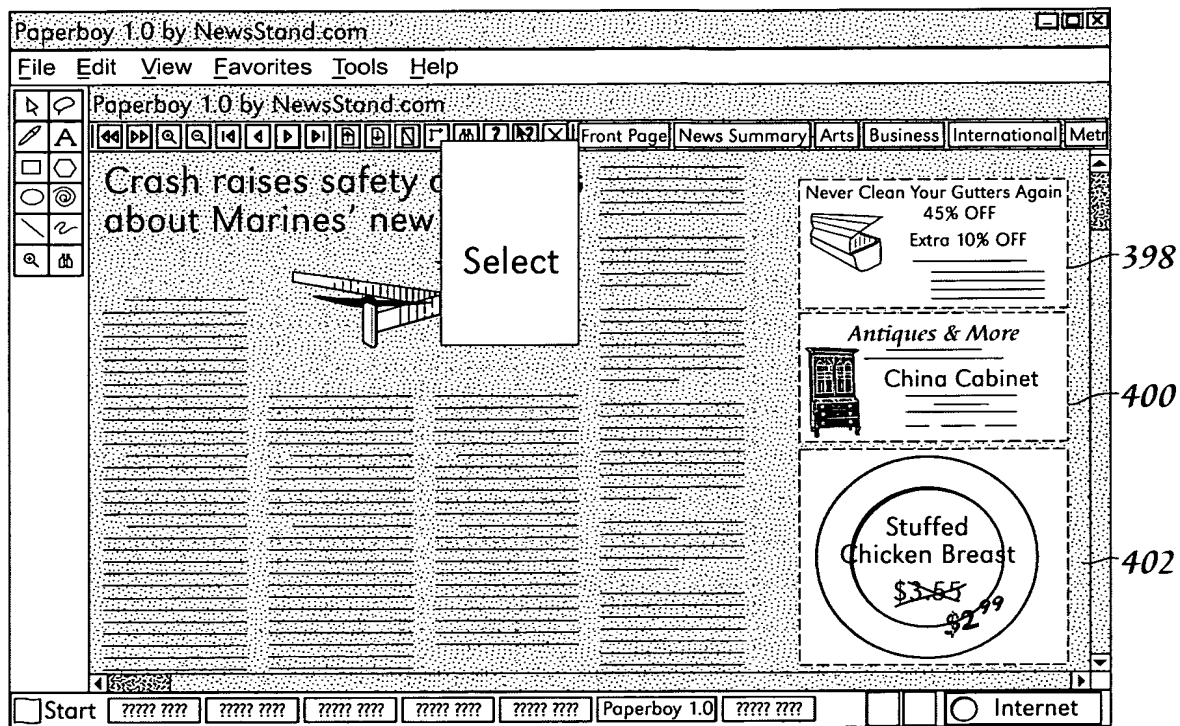 Paperboy 1.0 by NewsStand.com
File Edit View Favorites Tools Help
Paperboy 1.0 by NewsStand.com
Front Page News Summary Arts Business International Metr
Crash raises safety
about Marines' new
Select
Never Clean Your Gutters Again
45% OFF
Extra 10% OFF
398
Antiques & More
China Cabinet
400
Stuffed
Chicken Breast
$3.55
$2.99
402
Start ????? ???? ????? ???? ????? ???? ????? ???? ????? ???? Paperboy 1.0 ????? ???? Internet